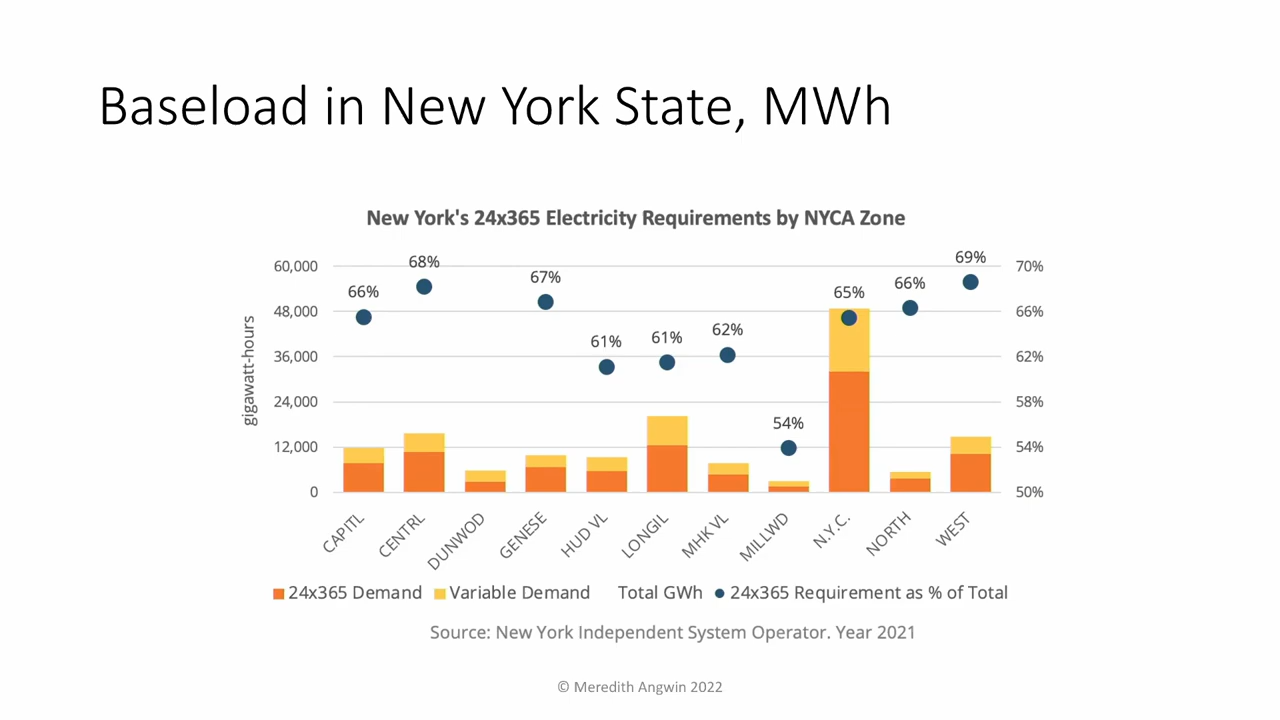 Baseload in New York State, MWh
New York's 24x365 Electricity Requirements by NYCA Zone
gigawatt-hours
60,000
48,000
36,000
24,000
12,000
0
66%
68%
67%
61%
61%
62%
54%
65%
66%
69%
70%
66%
62%
58%
54%
50%
CAPITL
CENTRL
DUNWOD
GENESE
HUD VL
LONGIL
MHK VL
MILLWD
N.Y.C.
NORTH
WEST
24x365 Demand Variable Demand Total GWh 24x365 Requirement as % of Total
Source: New York Independent System Operator. Year 2021
© Meredith Angwin 2022